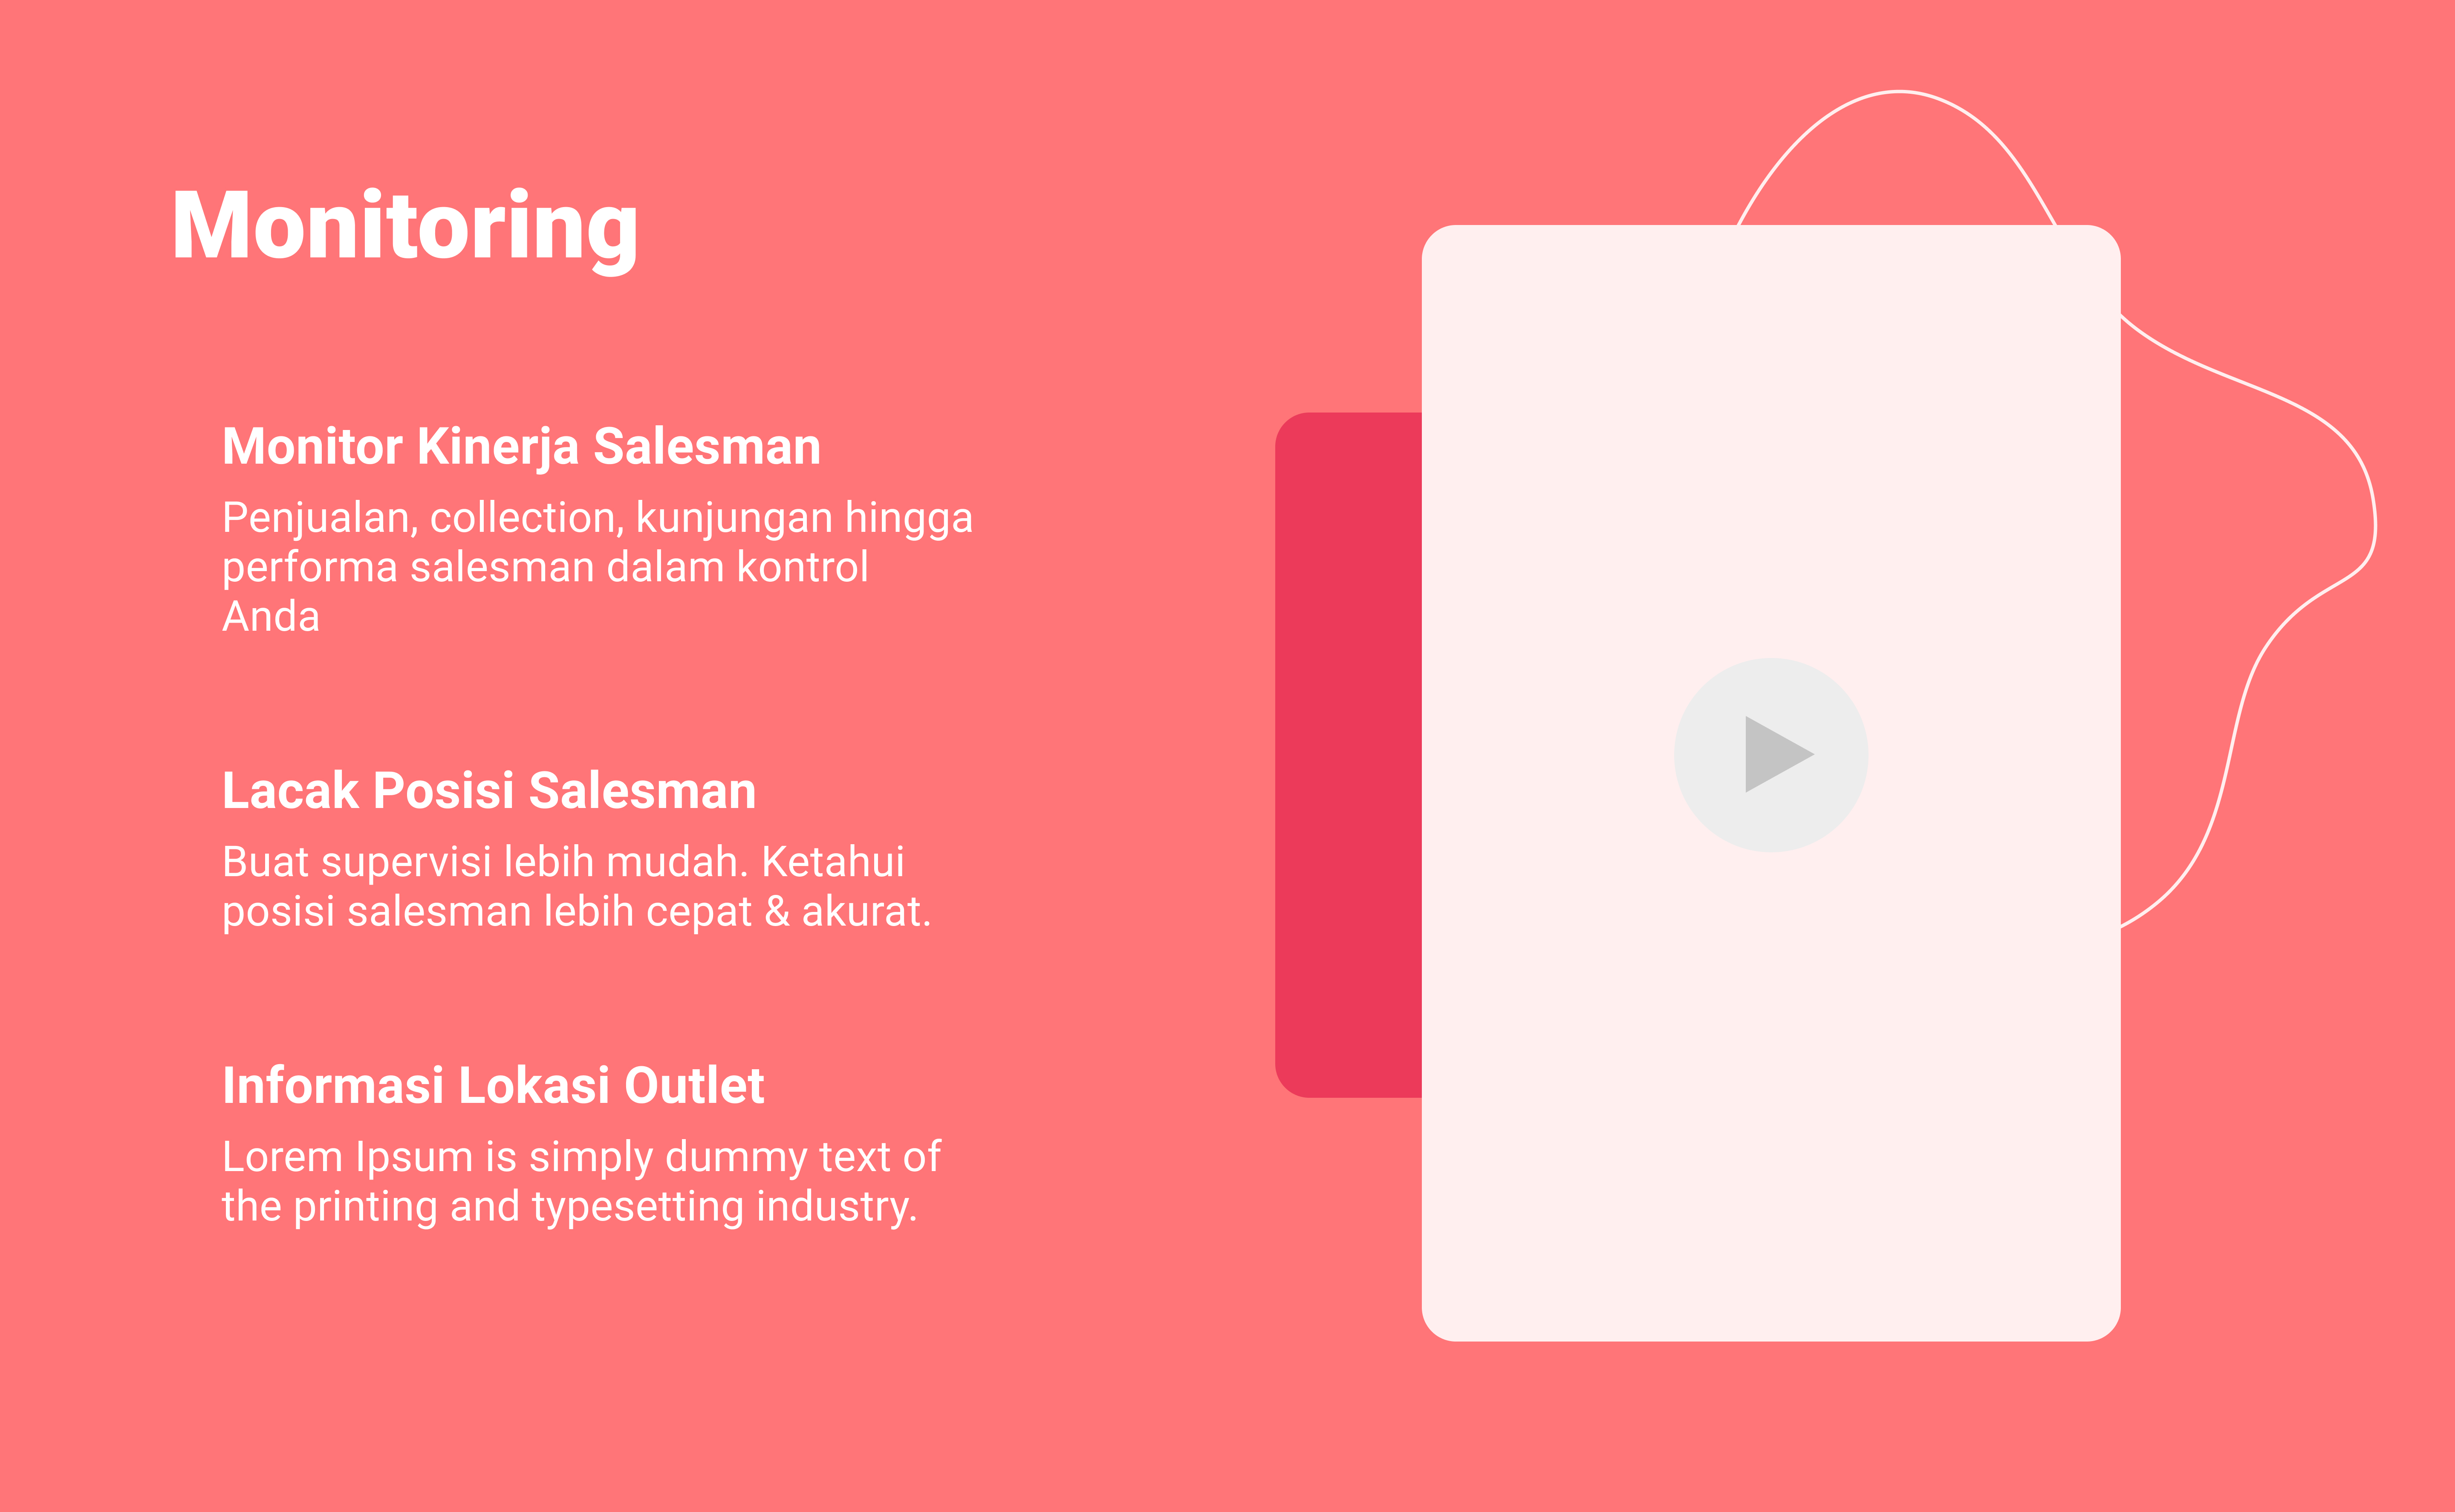 Monitoring
Monitor Kinerja Salesman
Penjualan, collection, kunjungan hingga
performa salesman dalam kontrol
Anda
Lacak Posisi Salesman
Buat supervisi lebih mudah. Ketahui
posisi salesman lebih cepat & akurat.
Informasi Lokasi Outlet
Lorem Ipsum is simply dummy text of
the printing and typesetting industry.